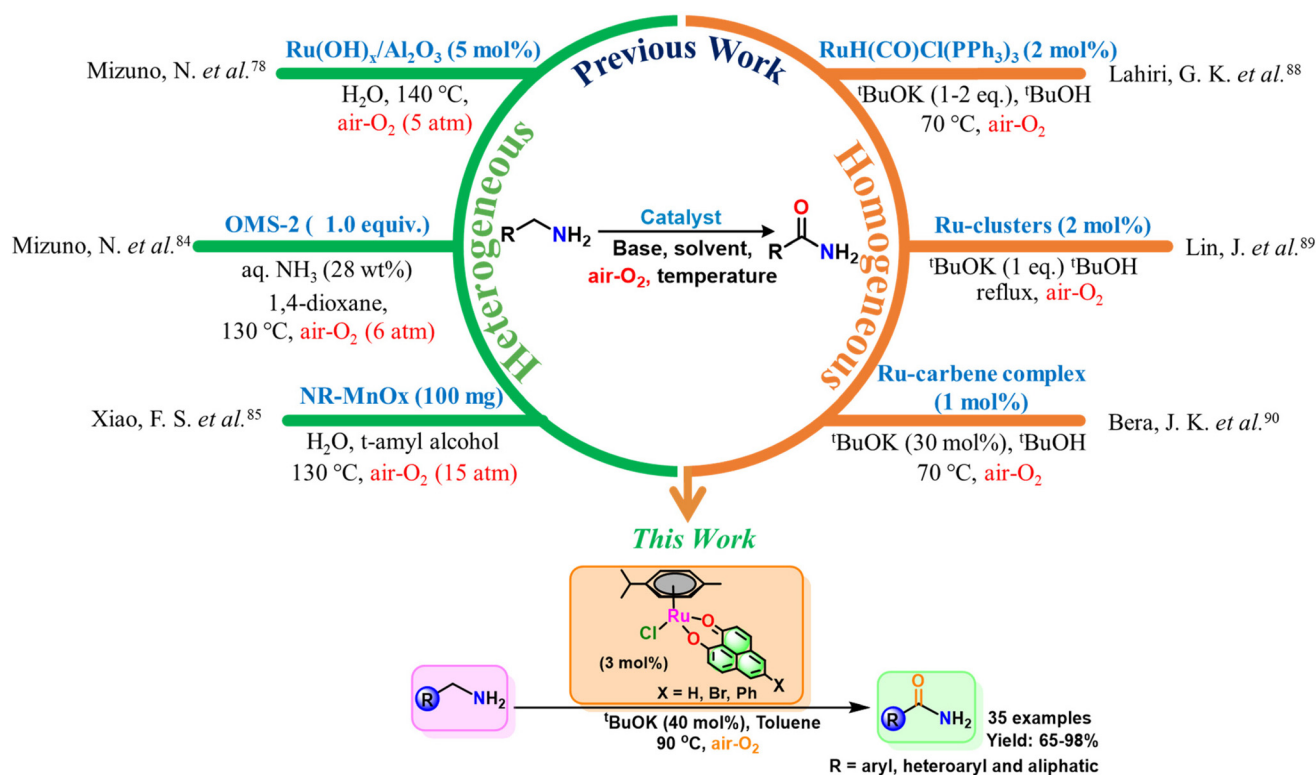 Previous Work
Heterogeneous
Homogeneous
Ru(OH)ₓ/Al₂O₃ (5 mol%)
Mizuno, N. et al.⁷⁸
H₂O, 140 °C,
air-O₂ (5 atm)
OMS-2 ( 1.0 equiv.)
Mizuno, N. et al.⁸⁴
aq. NH₃ (28 wt%)
1,4-dioxane,
130 °C, air-O₂ (6 atm)
NR-MnOx (100 mg)
Xiao, F. S. et al.⁸⁵
H₂O, t-amyl alcohol
130 °C, air-O₂ (15 atm)
R NH₂
Catalyst
Base, solvent,
air-O₂, temperature
O
R NH₂
RuH(CO)Cl(PPh₃)₃ (2 mol%)
Lahiri, G. K. et al.⁸⁸
ᵗBuOK (1-2 eq.), ᵗBuOH
70 °C, air-O₂
Ru-clusters (2 mol%)
Lin, J. et al.⁸⁹
ᵗBuOK (1 eq.) ᵗBuOH
reflux, air-O₂
Ru-carbene complex
(1 mol%)
Bera, J. K. et al.⁹⁰
ᵗBuOK (30 mol%), ᵗBuOH
70 °C, air-O₂
This Work
Ru
Cl
O
O
(3 mol%)
X
X = H, Br, Ph
R NH₂
ᵗBuOK (40 mol%), Toluene
90 °C, air-O₂
O
R NH₂
35 examples
Yield: 65-98%
R = aryl, heteroaryl and aliphatic